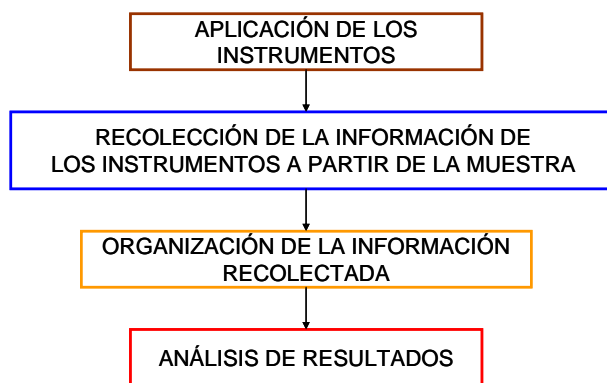 APLICACIÓN DE LOS
INSTRUMENTOS
RECOLECCIÓN DE LA INFORMACIÓN DE
LOS INSTRUMENTOS A PARTIR DE LA MUESTRA
ORGANIZACIÓN DE LA INFORMACIÓN
RECOLECTADA
ANÁLISIS DE RESULTADOS